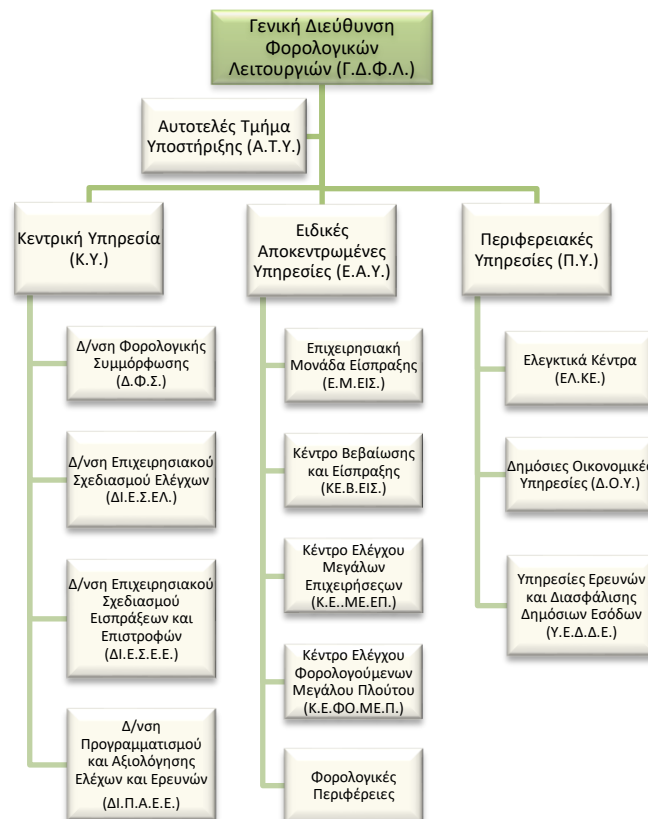 Γενική Διεύθυνση
Φορολογικών
Λειτουργιών (Γ.Δ.Φ.Λ.)
Αυτοτελές Τμήμα
Υποστήριξης (Α.Τ.Υ.)
Κεντρική Υπηρεσία
(Κ.Υ.)
Δ/νση Φορολογικής
Συμμόρφωσης
(Δ.Φ.Σ.)
Δ/νση Επιχειρησιακού
Σχεδιασμού Ελέγχων
(ΔΙ.Ε.Σ.ΕΛ.)
Δ/νση Επιχειρησιακού
Σχεδιασμού
Εισπράξεων και
Επιστροφών
(ΔΙ.Ε.Σ.Ε.Ε.)
Δ/νση
Προγραμματισμού
και Αξιολόγησης
Ελέχων και Ερευνών
(ΔΙ.Π.Α.Ε.Ε.)
Ειδικές
Αποκεντρωμένες
Υπηρεσίες (Ε.Α.Υ.)
Επιχειρησιακή
Μονάδα Είσπραξης
(Ε.Μ.ΕΙΣ.)
Κέντρο Βεβαίωσης
και Είσπραξης
(ΚΕ.Β.ΕΙΣ.)
Κέντρο Ελέγχου
Μεγάλων
Επιχειρήσεςων
(Κ.Ε..ΜΕ.ΕΠ.)
Κέντρο Ελέγχου
Φορολογούμενων
Μεγάλου Πλούτου
(Κ.Ε.ΦΟ.ΜΕ.Π.)
Φορολογικές
Περιφέρειες
Περιφερειακές
Υπηρεσίες (Π.Υ.)
Ελεγκτικά Κέντρα
(ΕΛ.ΚΕ.)
Δημόσιες Οικονομικές
Υπηρεσίες (Δ.Ο.Υ.)
Υπηρεσίες Ερευνών
και Διασφάλισης
Δημόσιων Εσόδων
(Υ.Ε.Δ.Δ.Ε.)